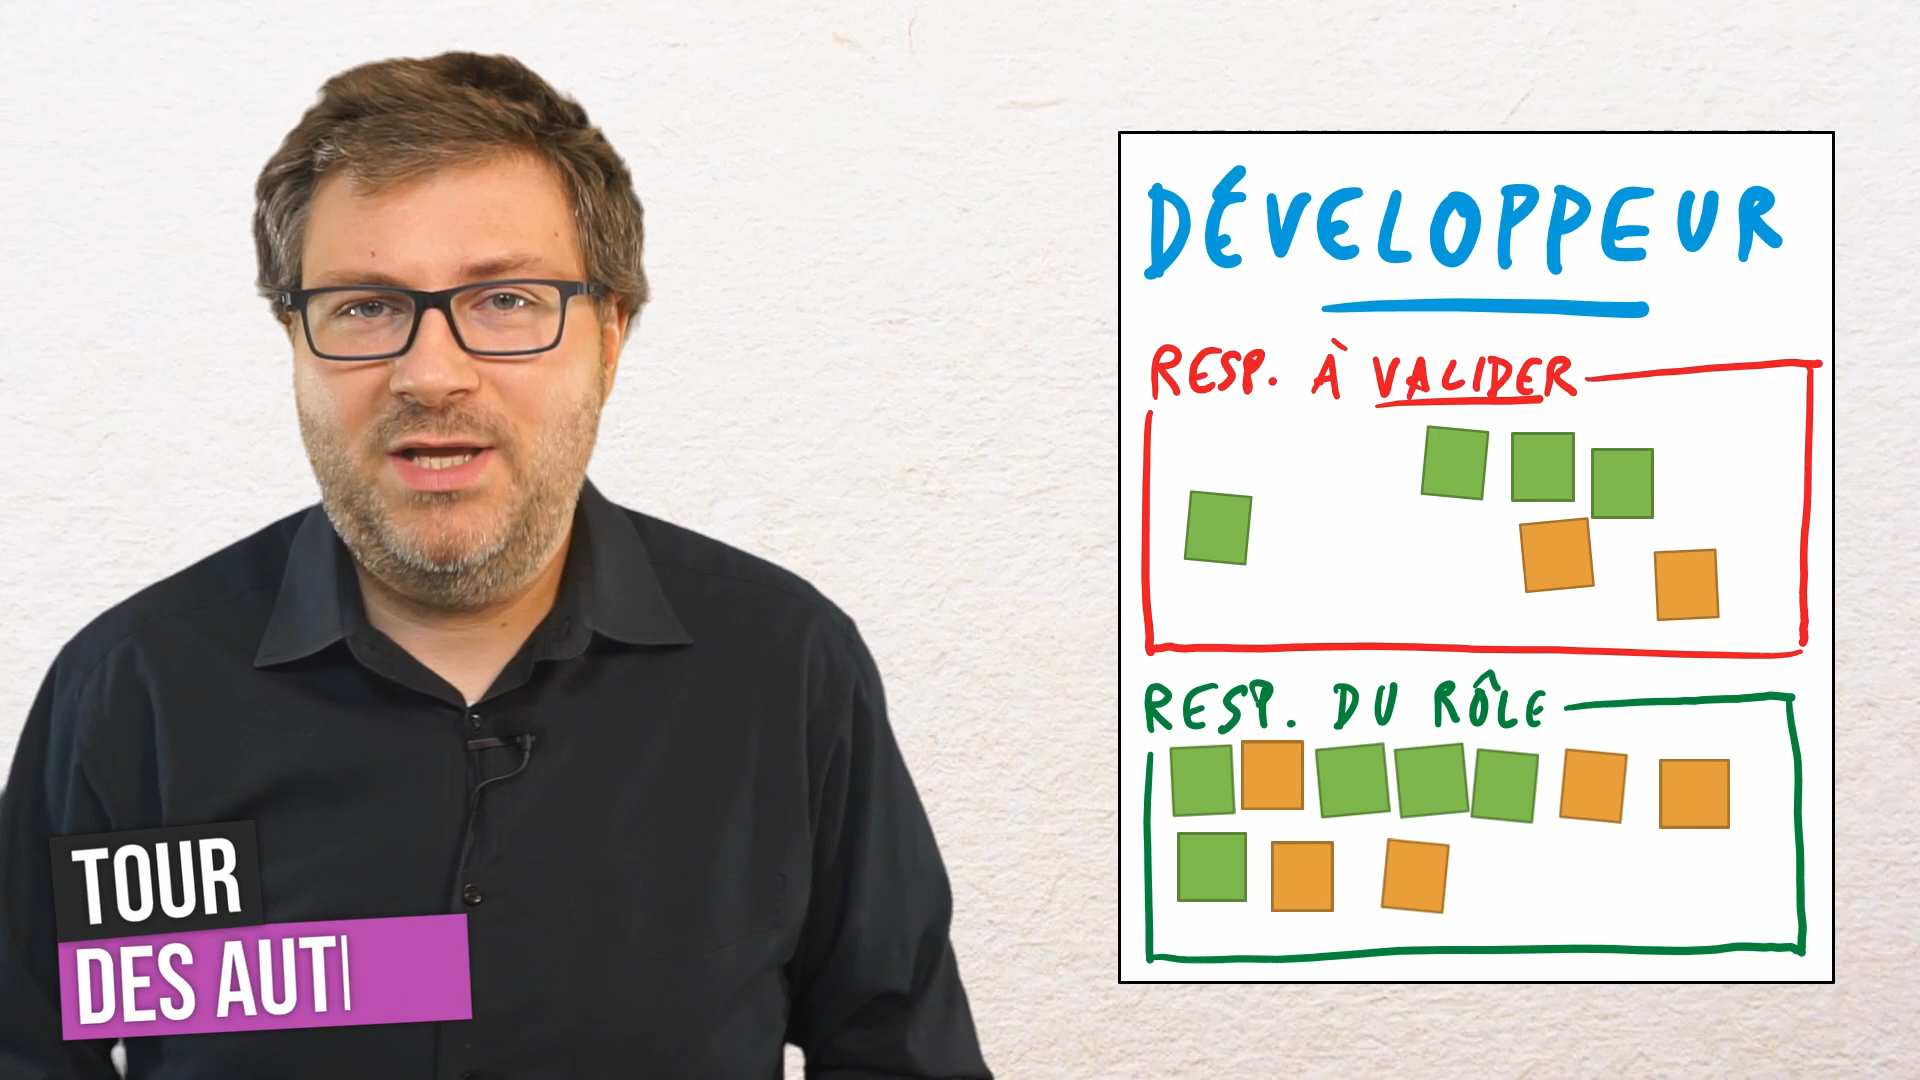 DÉVELOPPEUR
RESP. À VALIDER
RESP. DU RÔLE
TOUR
DES AUT